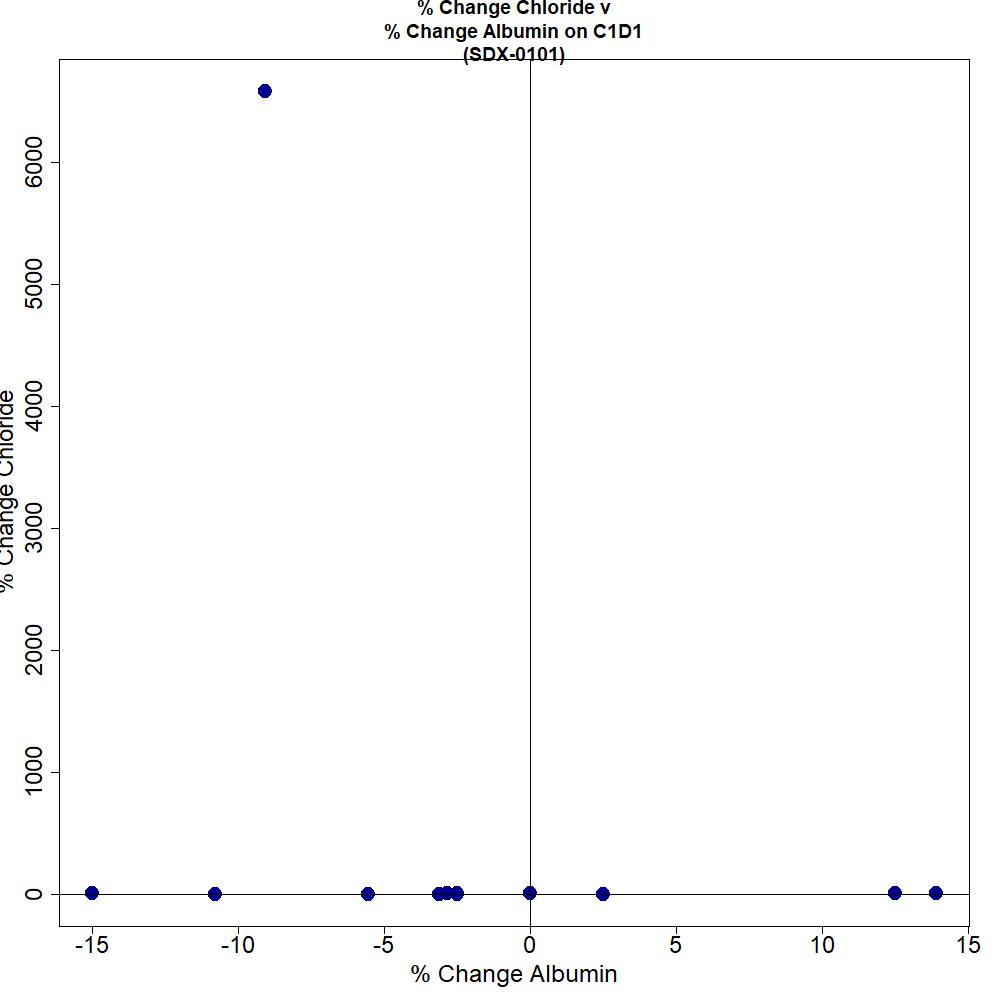 % Change Chloride v
% Change Albumin on C1D1
(SDX-0101)
% Change Chloride
6000
5000
4000
3000
2000
1000
0
-15 -10 -5 0 5 10 15
% Change Albumin